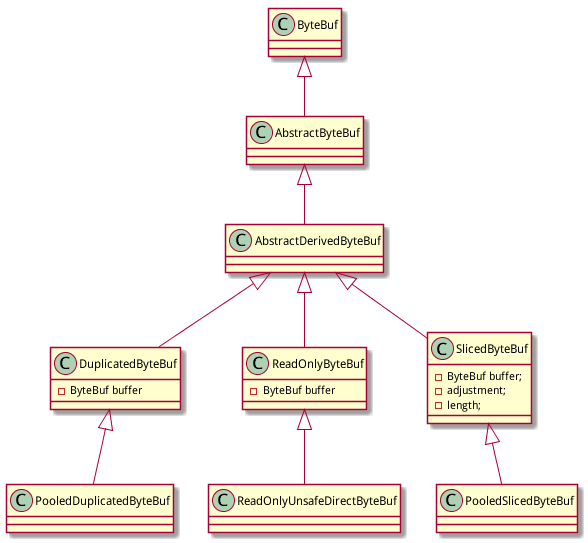 C ByteBuf
C AbstractByteBuf
C AbstractDerivedByteBuf
C DuplicatedByteBuf
ByteBuf buffer
C ReadOnlyByteBuf
ByteBuf buffer
C SlicedByteBuf
ByteBuf buffer;
adjustment;
length;
C PooledDuplicatedByteBuf
C ReadOnlyUnsafeDirectByteBuf
C PooledSlicedByteBuf